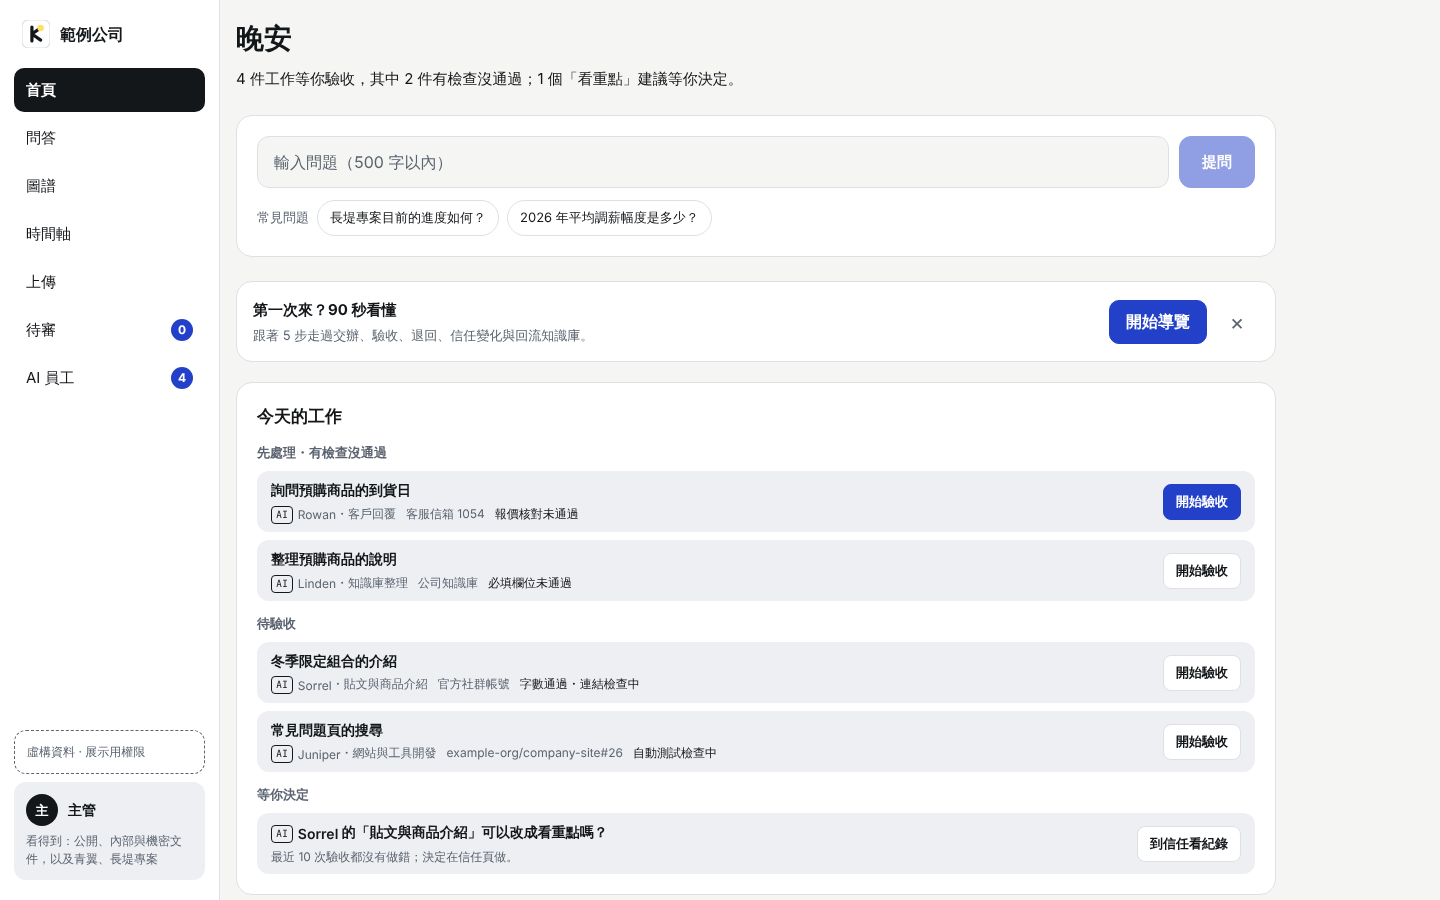 範例公司
首頁
問答
圖譜
時間軸
上傳
待審 0
AI 員工 4
虛構資料 · 展示用權限
主 主管
看得到：公開、內部與機密文
件，以及青翼、長堤專案
晚安
4 件工作等你驗收，其中 2 件有檢查沒通過；1 個「看重點」建議等你決定。
輸入問題（500 字以內）
提問
常見問題 長堤專案目前的進度如何？ 2026 年平均調薪幅度是多少？
第一次來？90 秒看懂
跟著 5 步走過交辦、驗收、退回、信任變化與回流知識庫。
開始導覽 ×
今天的工作
先處理・有檢查沒通過
詢問預購商品的到貨日
AI Rowan・客戶回覆 客服信箱 1054 報價核對未通過
開始驗收
整理預購商品的說明
AI Linden・知識庫整理 公司知識庫 必填欄位未通過
開始驗收
待驗收
冬季限定組合的介紹
AI Sorrel・貼文與商品介紹 官方社群帳號 字數通過・連結檢查中
開始驗收
常見問題頁的搜尋
AI Juniper・網站與工具開發 example-org/company-site#26 自動測試檢查中
開始驗收
等你決定
AI Sorrel 的「貼文與商品介紹」可以改成看重點嗎？
最近 10 次驗收都沒有做錯；決定在信任頁做。
到信任看紀錄